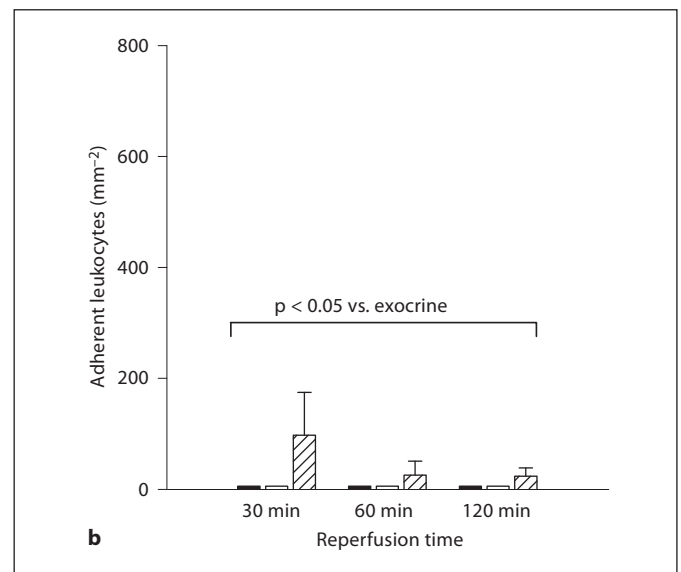 800
600
400
200
0
Adherent leukocytes (mm⁻²)
p < 0.05 vs. exocrine
30 min 60 min 120 min
Reperfusion time
b